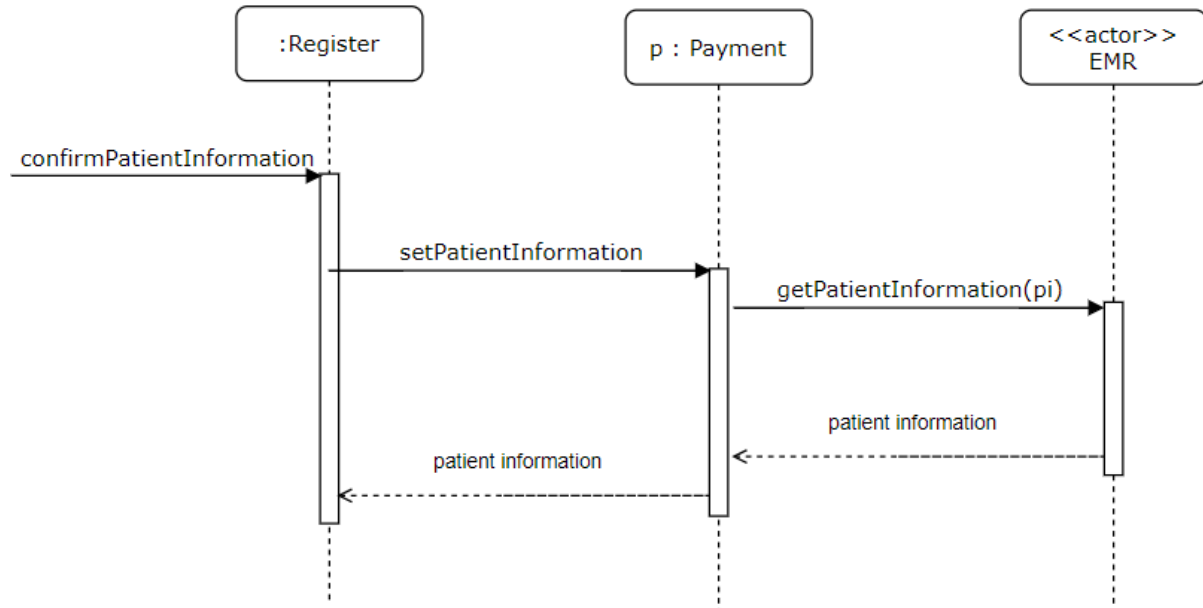 :Register
p : Payment
<<actor>>
EMR
confirmPatientInformation
setPatientInformation
getPatientInformation(pi)
patient information
patient information